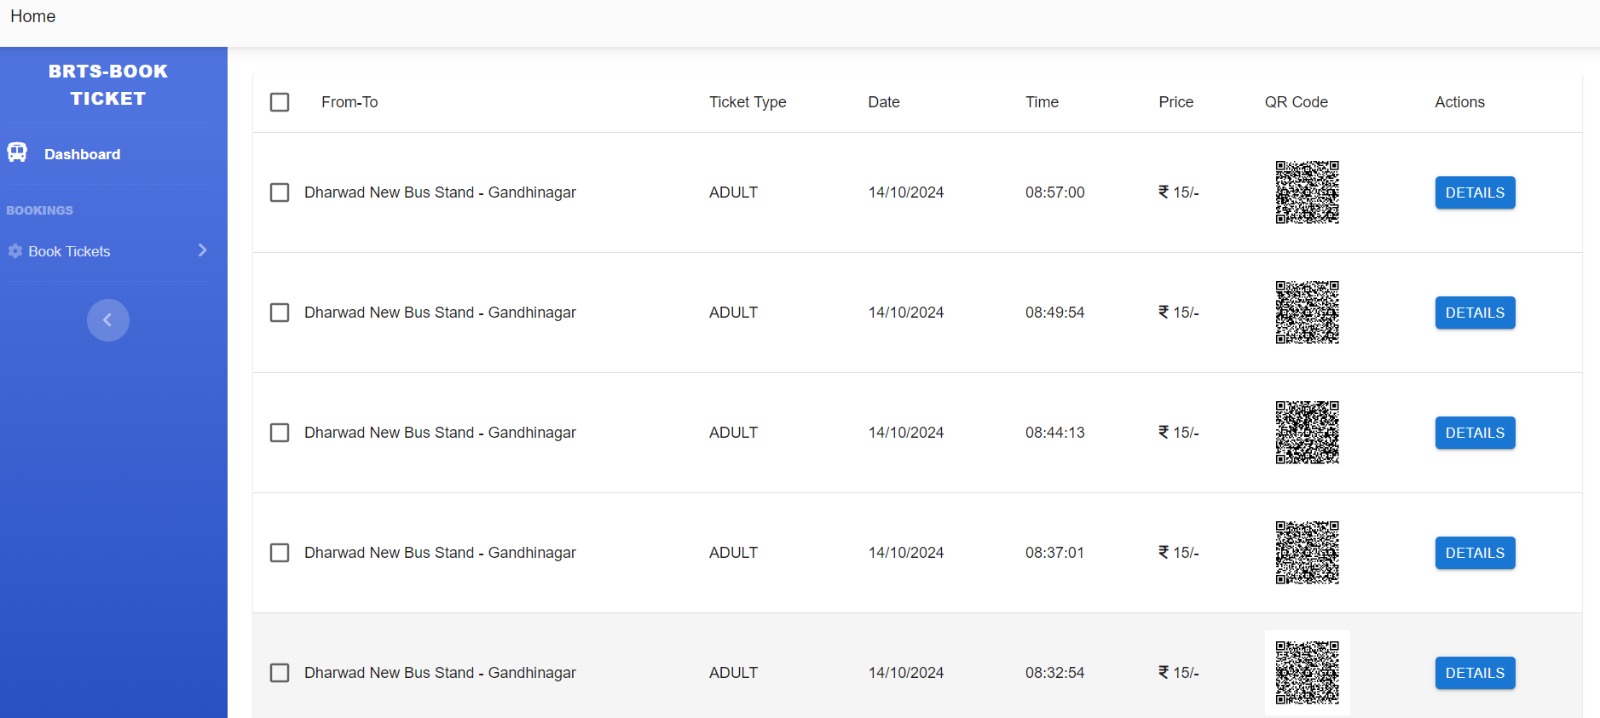 Home
BRTS-BOOK
TICKET
Dashboard
BOOKINGS
Book Tickets
From-To Ticket Type Date Time Price QR Code Actions
Dharwad New Bus Stand - Gandhinagar ADULT 14/10/2024 08:57:00 ₹ 15/- DETAILS
Dharwad New Bus Stand - Gandhinagar ADULT 14/10/2024 08:49:54 ₹ 15/- DETAILS
Dharwad New Bus Stand - Gandhinagar ADULT 14/10/2024 08:44:13 ₹ 15/- DETAILS
Dharwad New Bus Stand - Gandhinagar ADULT 14/10/2024 08:37:01 ₹ 15/- DETAILS
Dharwad New Bus Stand - Gandhinagar ADULT 14/10/2024 08:32:54 ₹ 15/- DETAILS